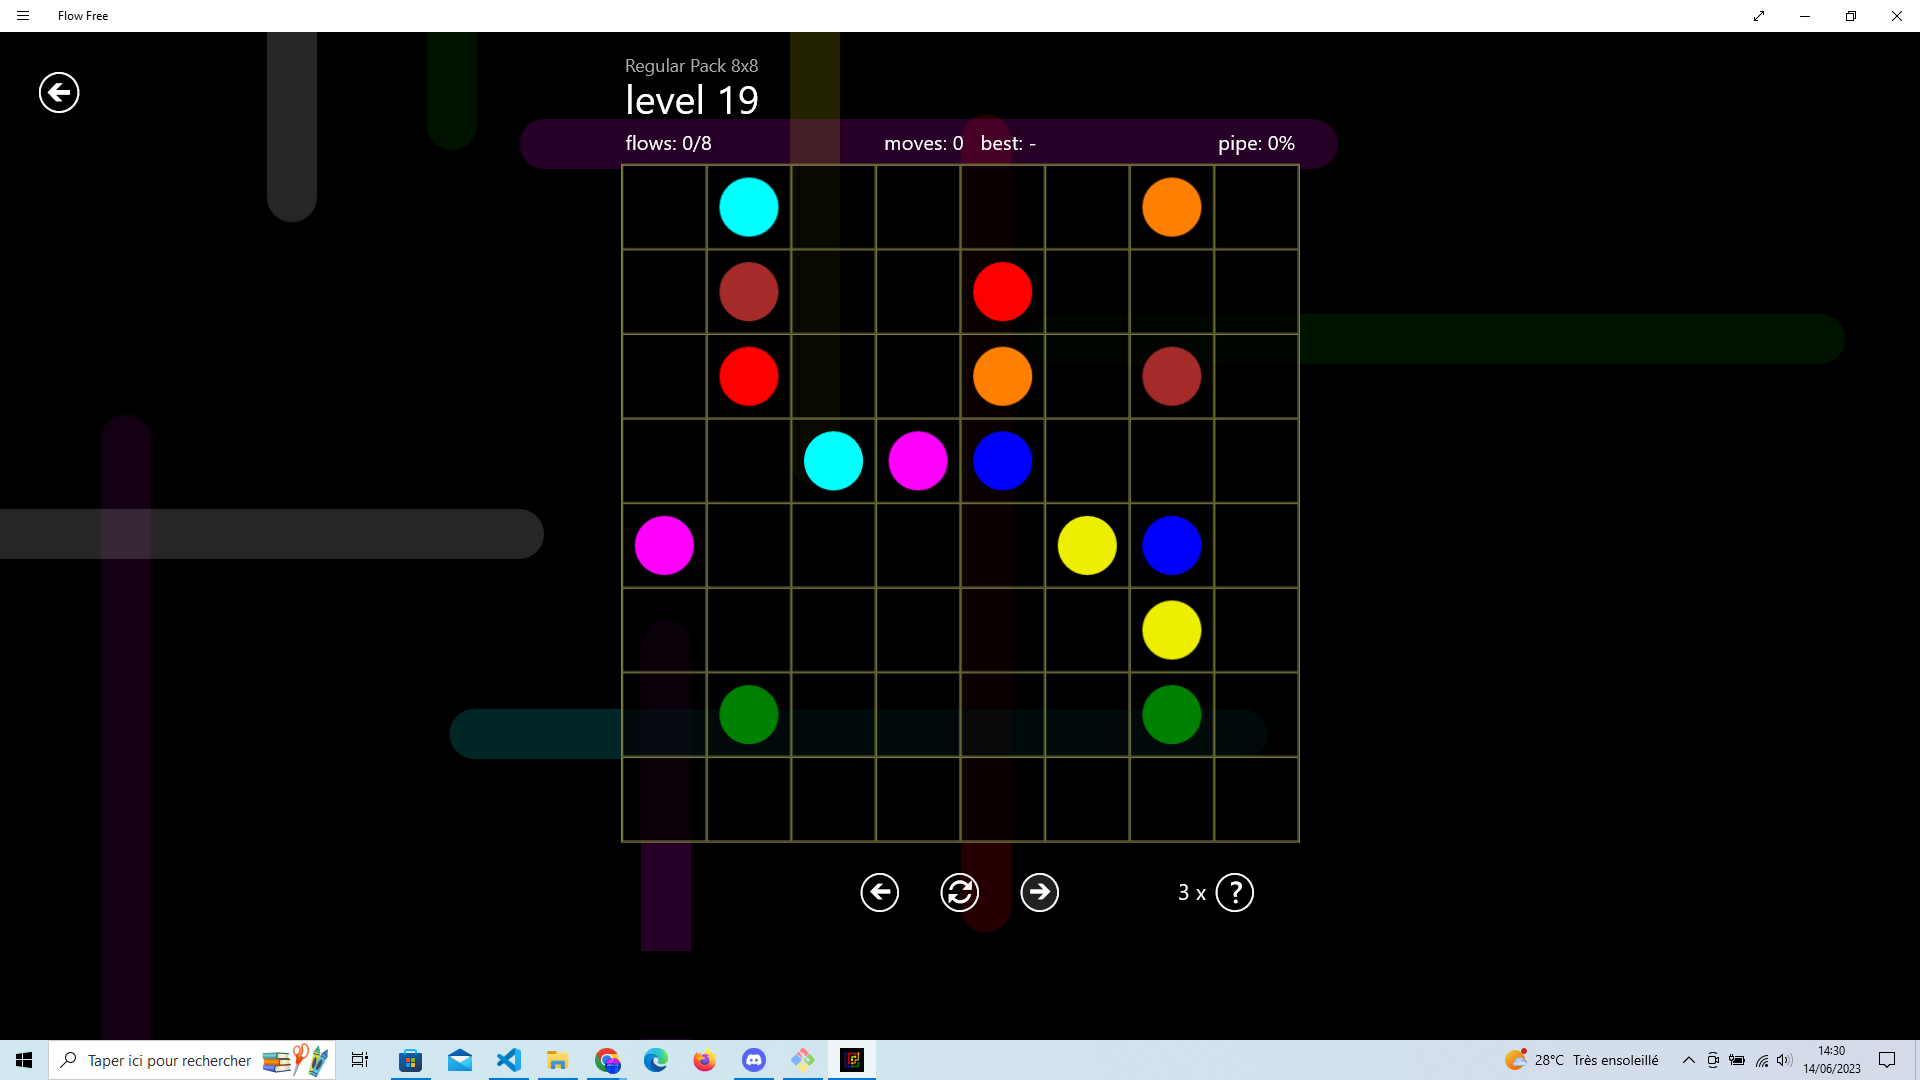 Flow Free
Regular Pack 8x8
level 19
flows: 0/8 moves: 0 best: - pipe: 0%
3 x ?
Taper ici pour rechercher
28°C Très ensoleillé
14:30
14/06/2023